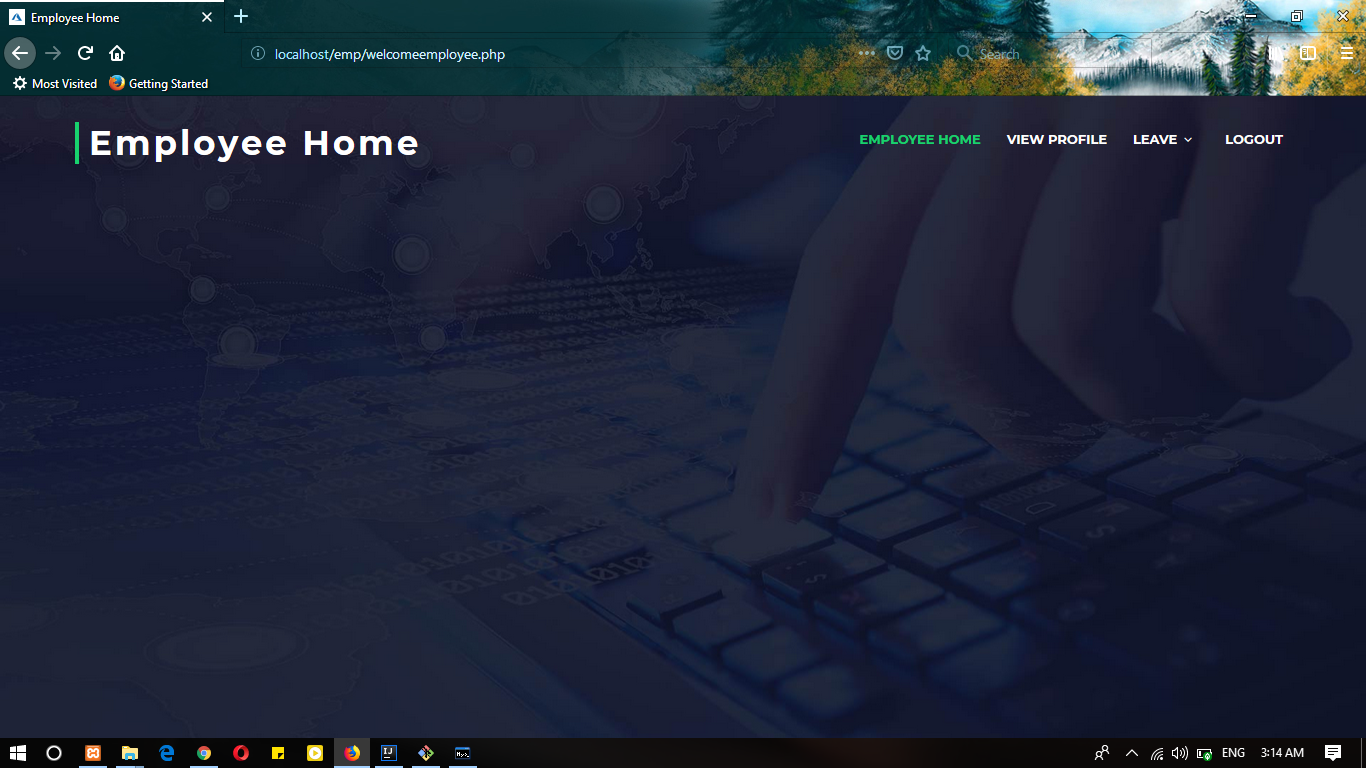 Employee Home
localhost/emp/welcomeemployee.php
Search
Most Visited
Getting Started
Employee Home
EMPLOYEE HOME
VIEW PROFILE
LEAVE
LOGOUT
ENG
3:14 AM